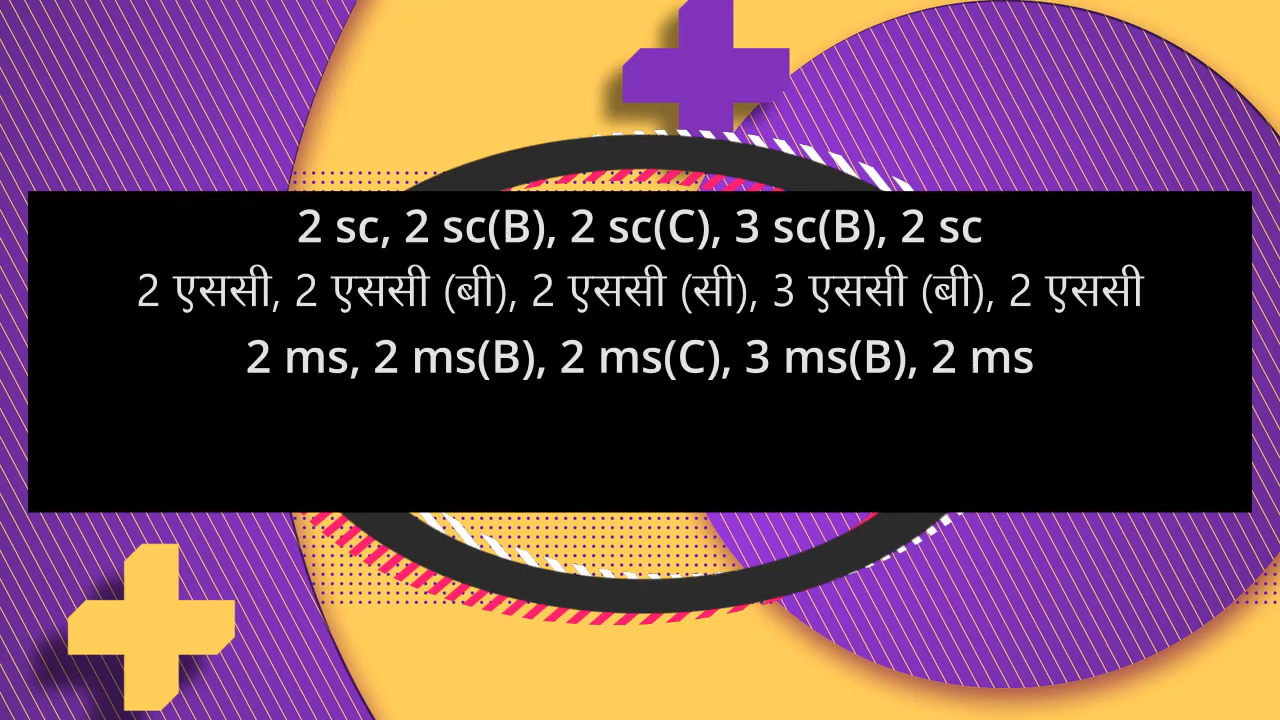 2 sc, 2 sc(B), 2 sc(C), 3 sc(B), 2 sc
2 एससी, 2 एससी (बी), 2 एससी (सी), 3 एससी (बी), 2 एससी
2 ms, 2 ms(B), 2 ms(C), 3 ms(B), 2 ms